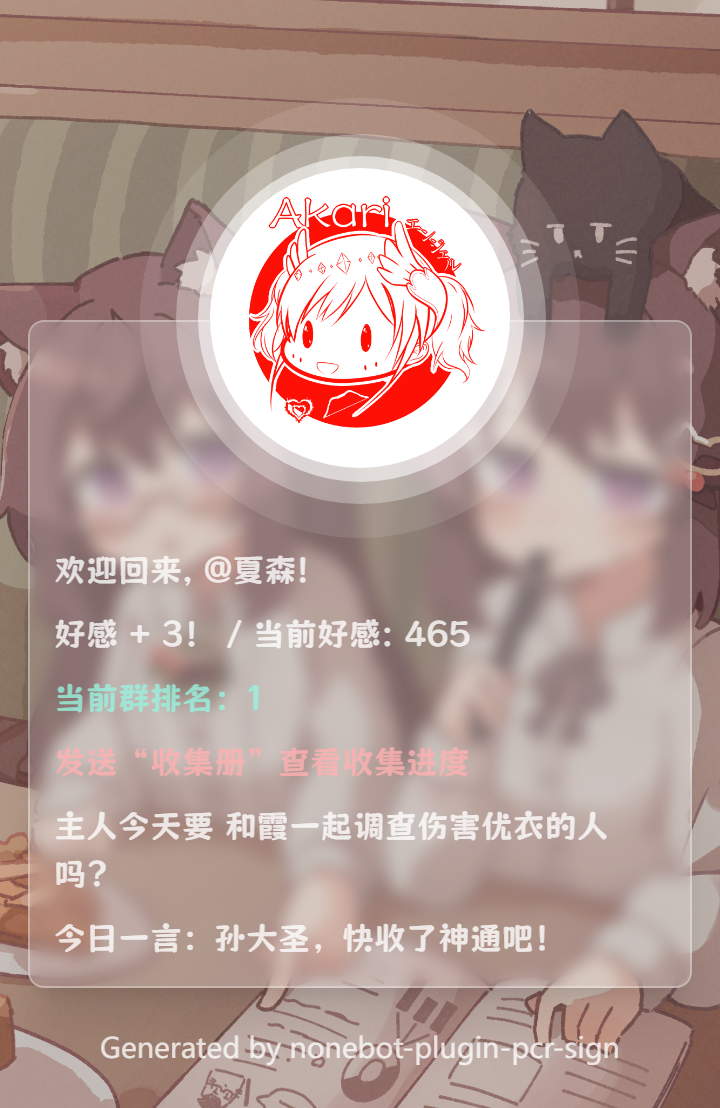 Akari
欢迎回来, @夏森!
好感 + 3! / 当前好感: 465
当前群排名：1
发送“收集册”查看收集进度
主人今天要 和霞一起调查伤害优衣的人
吗?
今日一言：孙大圣，快收了神通吧!
Generated by nonebot-plugin-pcr-sign